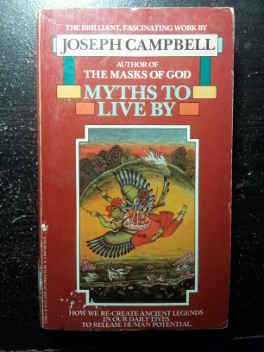 THE BRILLIANT, FASCINATING WORK BY
JOSEPH CAMPBELL
AUTHOR OF
THE MASKS OF GOD
MYTHS TO
LIVE BY
HOW WE RE-CREATE ANCIENT LEGENDS
IN OUR DAILY LIVES
TO RELEASE HUMAN POTENTIAL